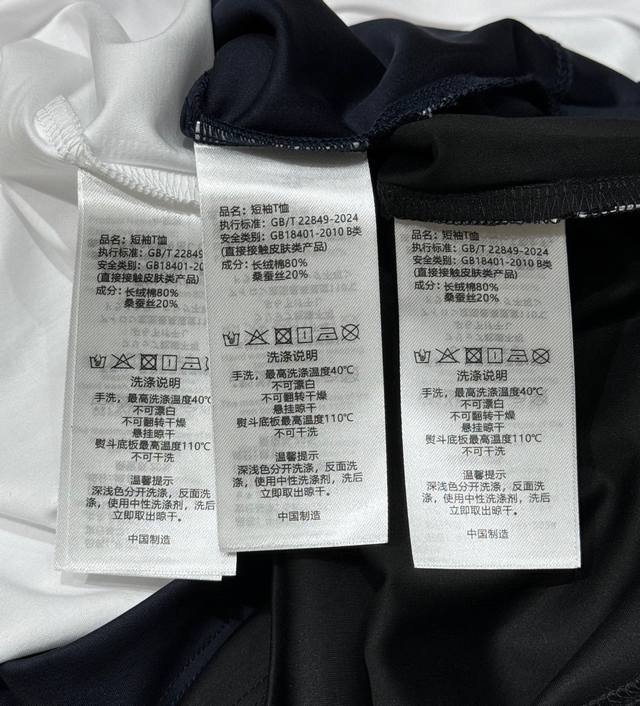 品名：短袖T恤
执行标准：GB/T 22849
安全类别：GB18401-20
(直接接触皮肤类产品)
成分：长绒棉80%
桑蚕丝20%
洗涤说明
手洗，最高洗涤温度40℃
不可漂白
不可翻转干燥
悬挂晾干
熨斗底板最高温度110℃
不可干洗
温馨提示
深浅色分开洗涤，反面洗
涤，使用中性洗涤剂，洗后
立即取出晾干。
中国制造
品名：短袖T恤
执行标准：GB/T 22849-2024
安全类别：GB18401-2010 B类
(直接接触皮肤类产品)
成分：长绒棉80%
桑蚕丝20%
洗涤说明
手洗，最高洗涤温度40℃
不可漂白
不可翻转干燥
悬挂晾干
熨斗底板最高温度110℃
不可干洗
温馨提示
深浅色分开洗涤，反面洗
涤，使用中性洗涤剂，洗后
立即取出晾干。
中国制造
品名：短袖T恤
执行标准：GB/T 22849-2024
安全类别：GB18401-2010 B类
(直接接触皮肤类产品)
成分：长绒棉80%
桑蚕丝20%
洗涤说明
手洗，最高洗涤温度40℃
不可漂白
不可翻转干燥
悬挂晾干
熨斗底板最高温度110℃
不可干洗
温馨提示
深浅色分开洗涤，反面洗
涤，使用中性洗涤剂，洗后
立即取出晾干。
中国制造